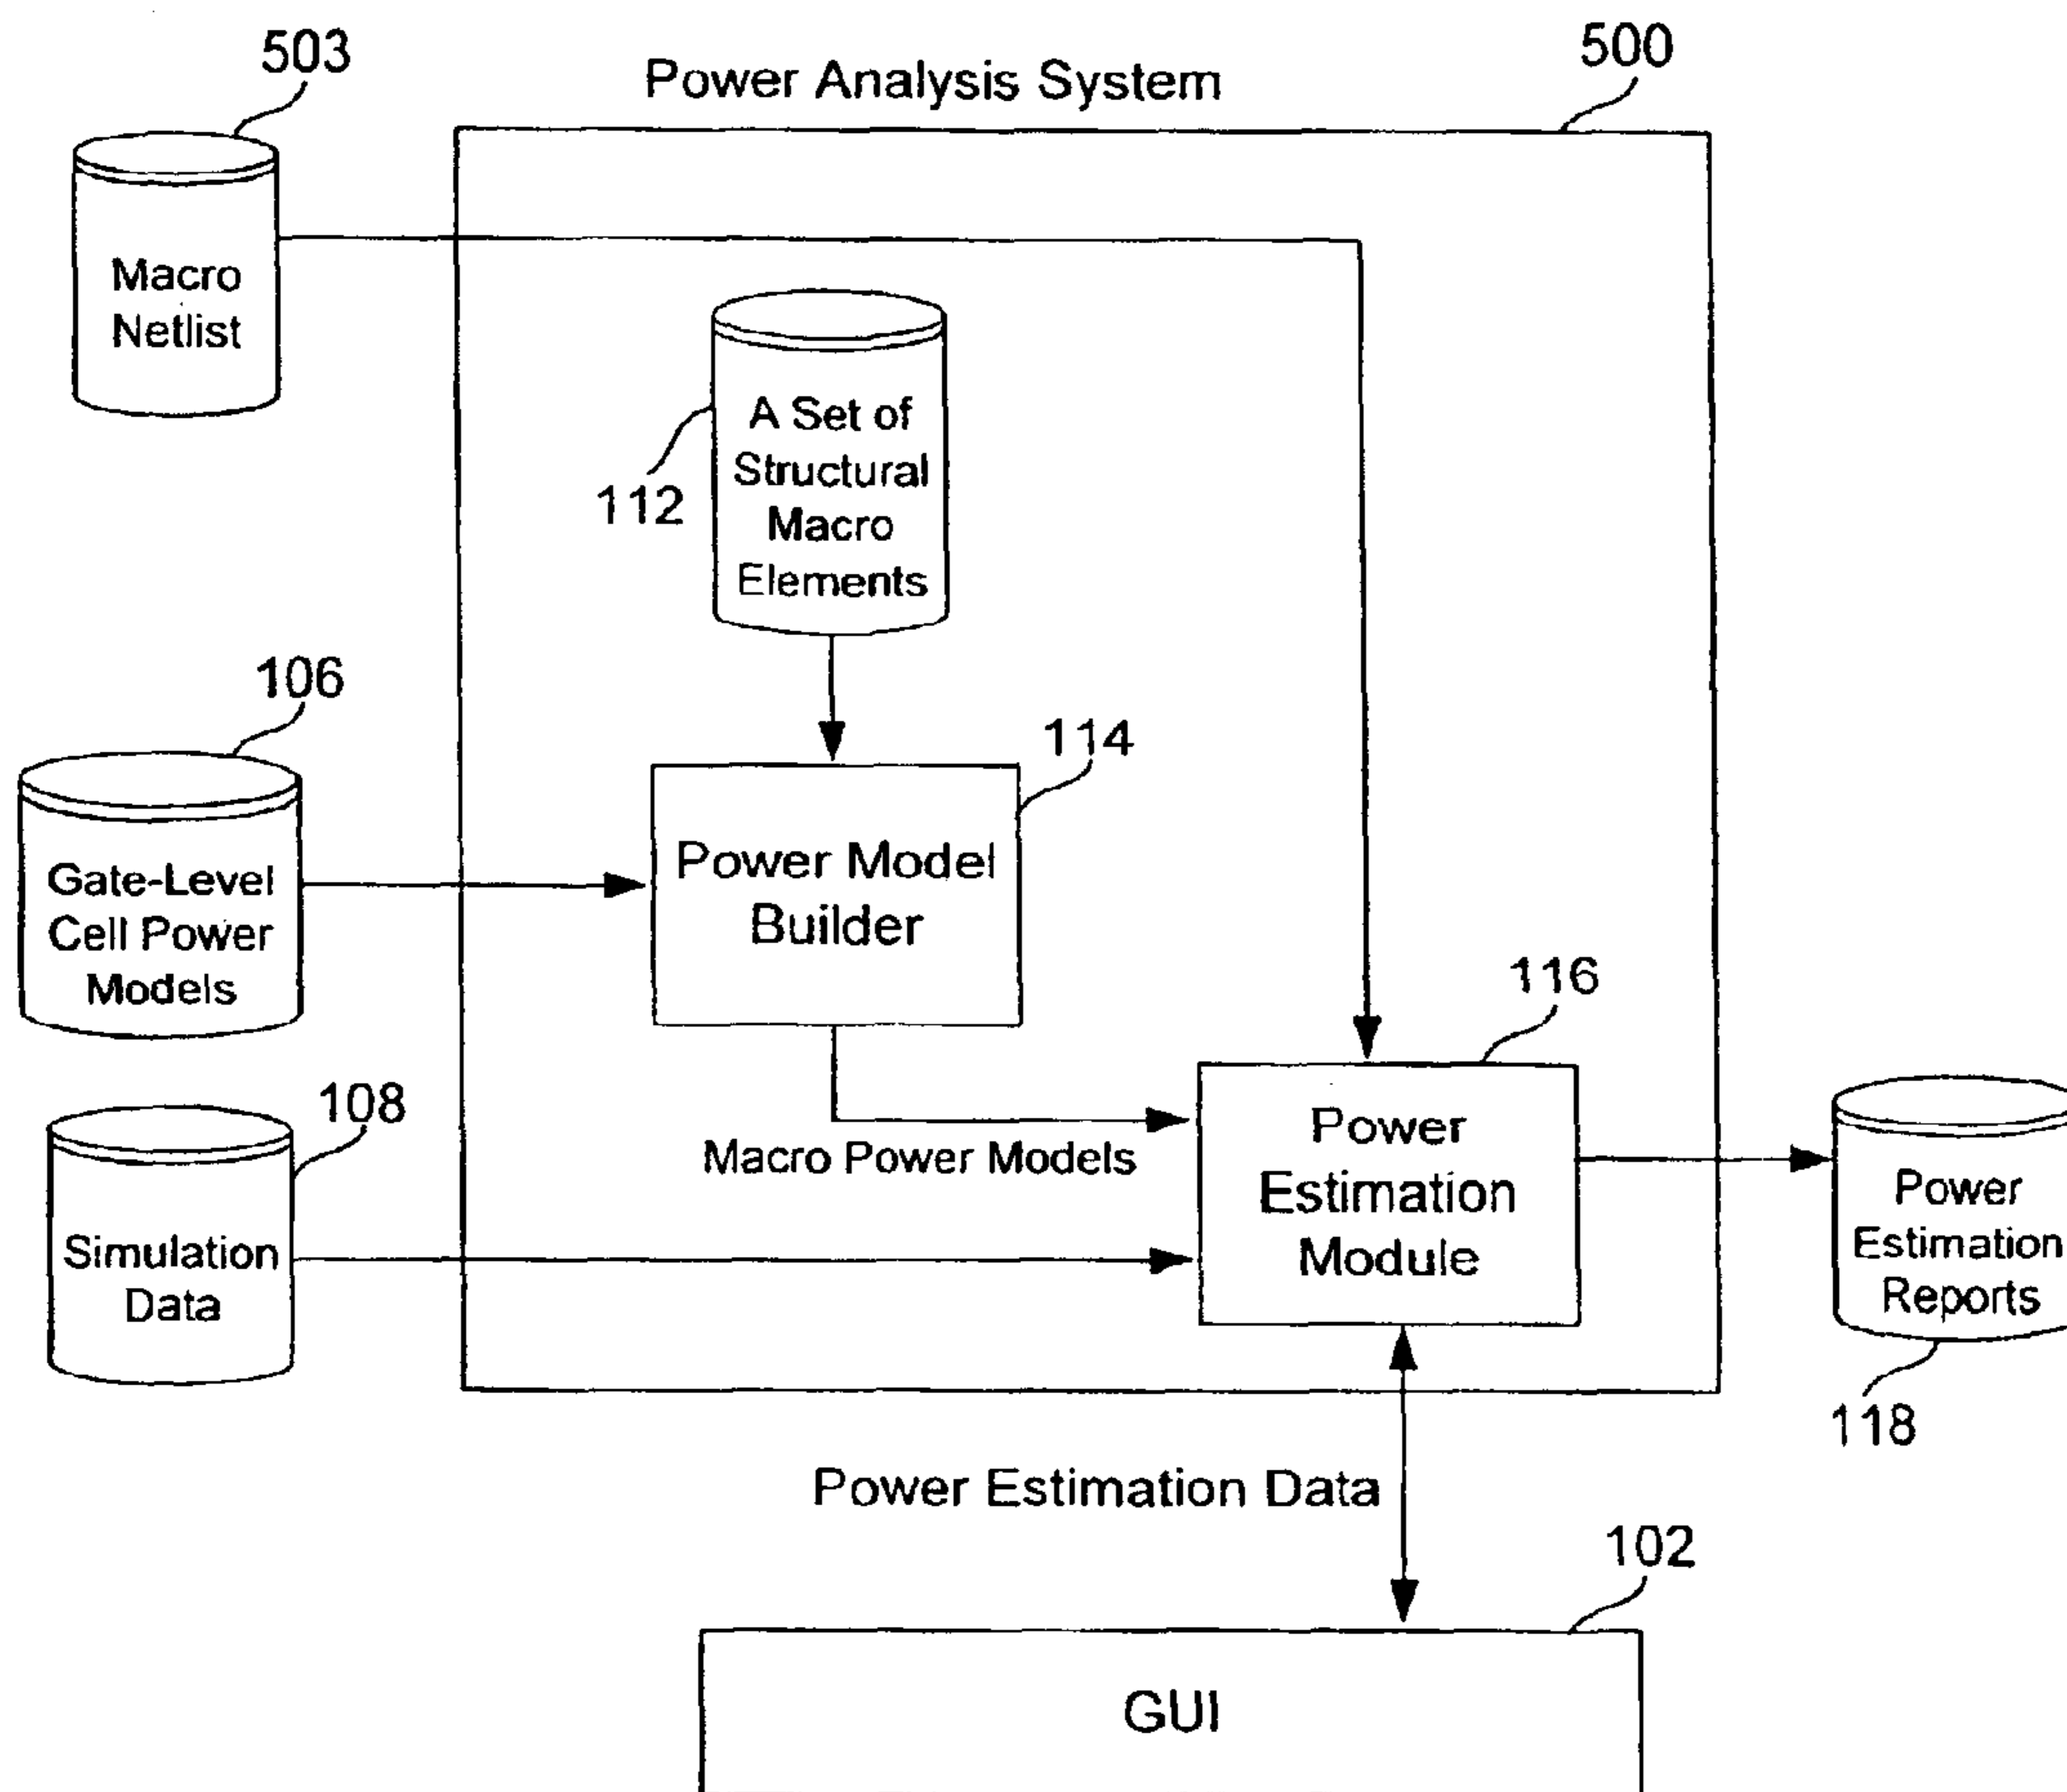 503
Power Analysis System
500
Macro
Netlist
A Set of
Structural
Macro
Elements
112
106
114
Gate-Level
Cell Power
Models
Power Model
Builder
116
108
Simulation
Data
Macro Power Models
Power
Estimation
Module
Power
Estimation
Reports
118
Power Estimation Data
102
GUI